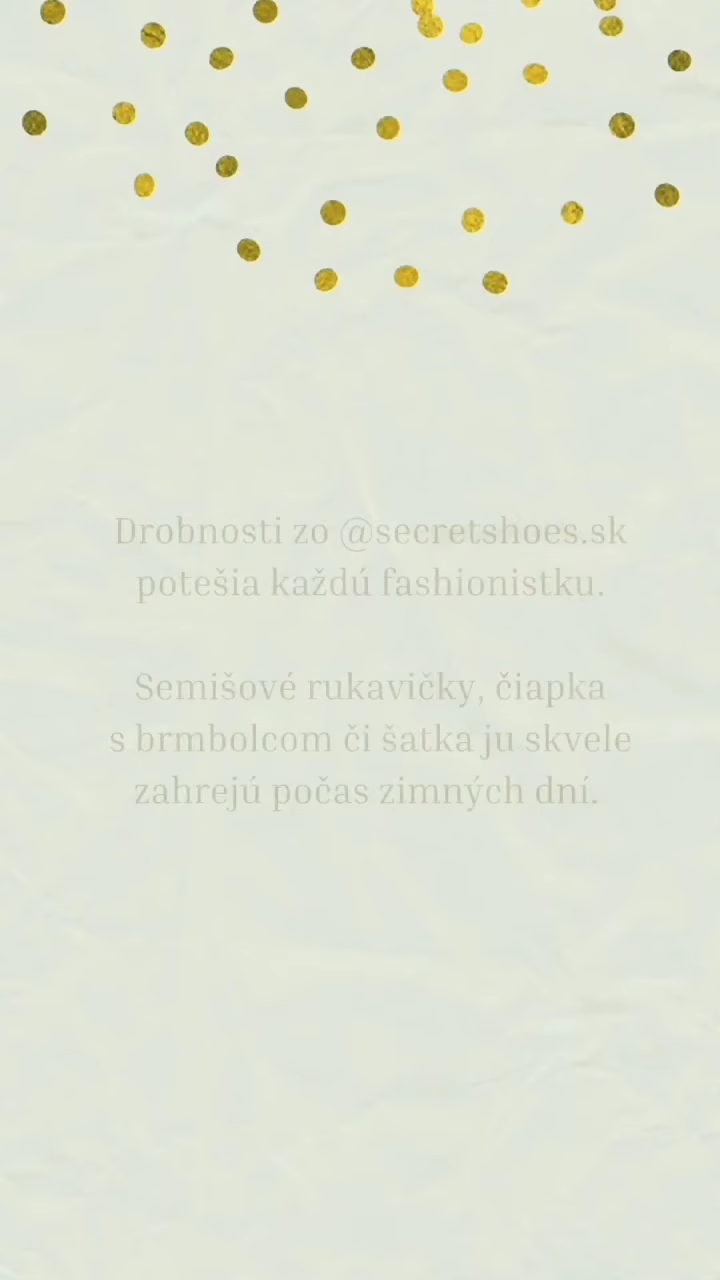 Drobnosti zo @secretshoes.sk
potešia každú fashionistku.
Semišové rukavičky, čiapka
s brmbolcom či šatka ju skvele
zahrejú počas zimných dní.